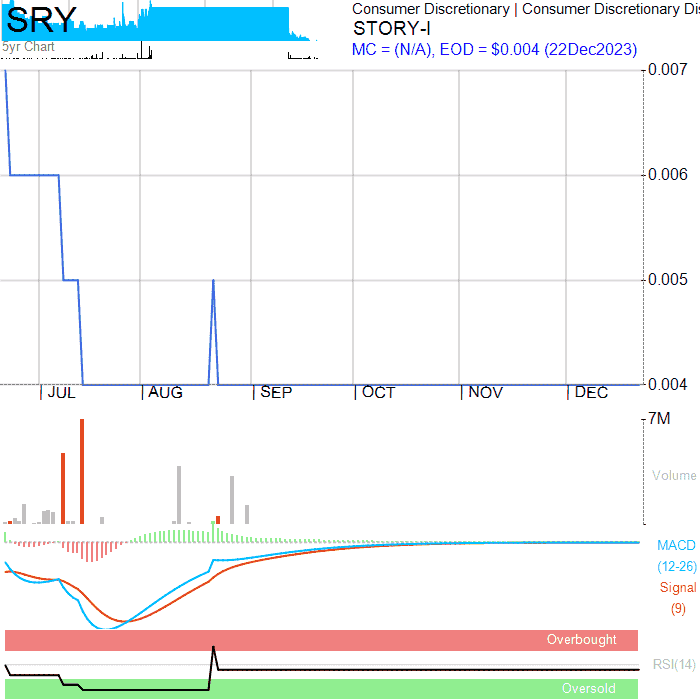 SRY
5yr Chart
Consumer Discretionary | Consumer Discretionary Dis
STORY-I
MC = (N/A), EOD = $0.004 (22Dec2023)
0.007
0.006
0.005
0.004
JUL AUG SEP OCT NOV DEC
7M
Volume
MACD
(12-26)
Signal
(9)
Overbought
RSI(14)
Oversold